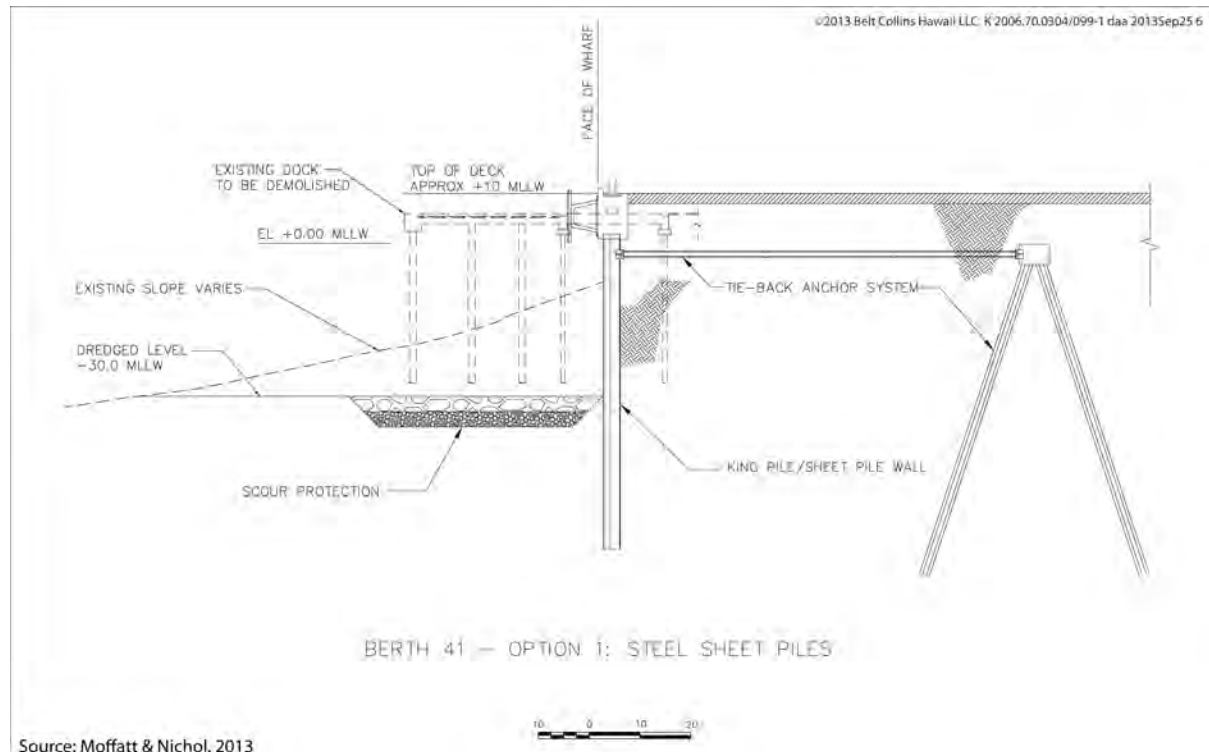 ©2013 Belt Collins Hawaii LLC: K 2006.70.0304/099-1 daa 2013Sep25 6
FACE OF WHARF
EXISTING DOCK
TO BE DEMOLISHED
TOP OF DECK
APPROX +10 MLLW
EL +0.00 MLLW
EXISTING SLOPE VARIES
TIE-BACK ANCHOR SYSTEM
DREDGED LEVEL
-30.0 MLLW
KING PILE/SHEET PILE WALL
SCOUR PROTECTION
BERTH 41 - OPTION 1: STEEL SHEET PILES
10 0 10 20
Source: Moffatt & Nichol, 2013